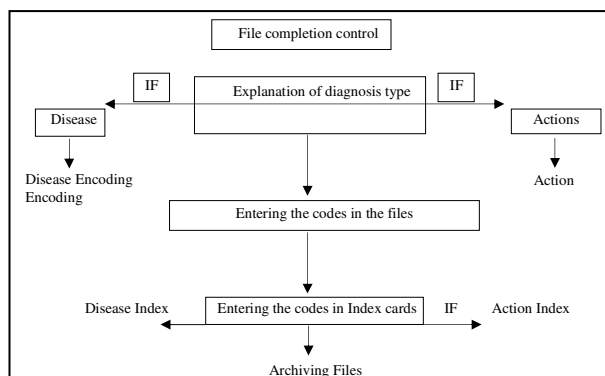 File completion control
IF
Explanation of diagnosis type
IF
Disease
Actions
Disease Encoding
Encoding
Action
Entering the codes in the files
Disease Index
Entering the codes in Index cards
IF
Action Index
Archiving Files